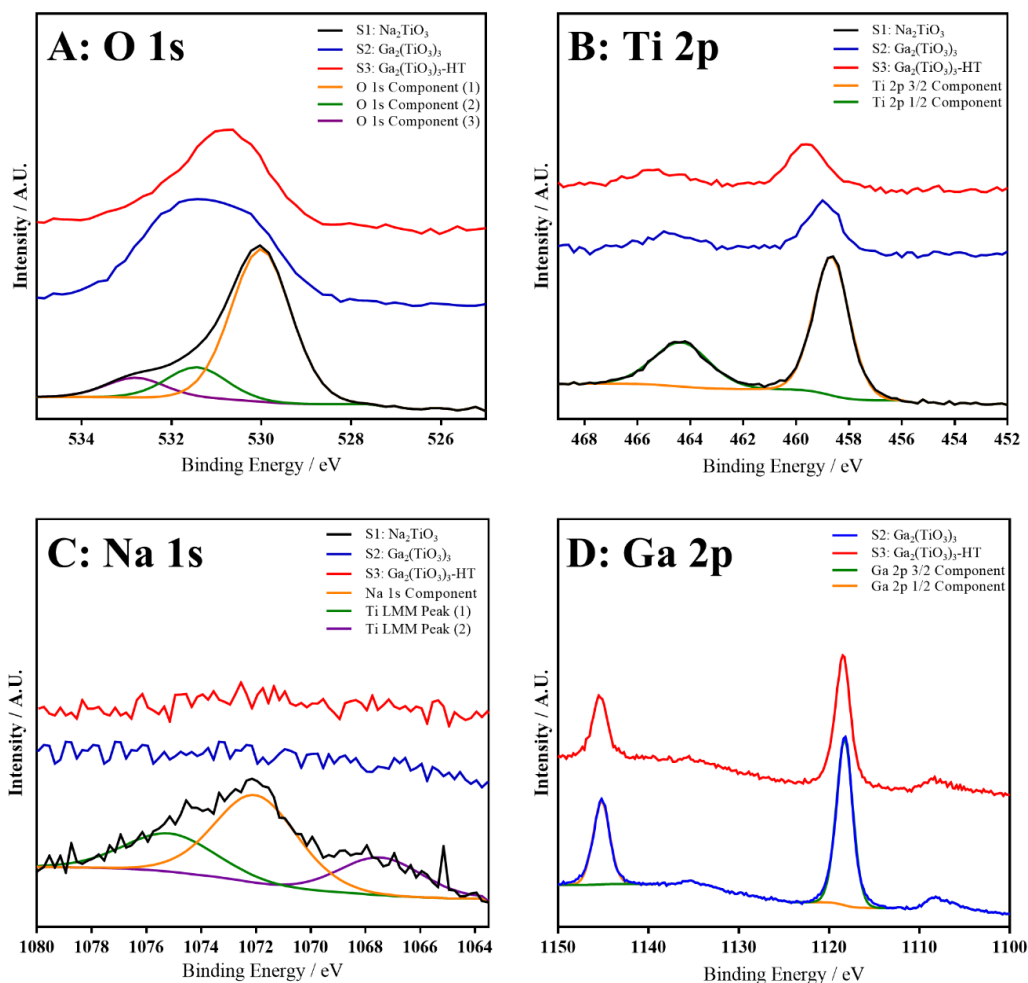 A: O 1s
S1: Na₂TiO₃
S2: Ga₂(TiO₃)₃
S3: Ga₂(TiO₃)₃-HT
O 1s Component (1)
O 1s Component (2)
O 1s Component (3)
Intensity / A.U.
534 532 530 528 526
Binding Energy / eV
B: Ti 2p
S1: Na₂TiO₃
S2: Ga₂(TiO₃)₃
S3: Ga₂(TiO₃)₃-HT
Ti 2p 3/2 Component
Ti 2p 1/2 Component
Intensity / A.U.
468 466 464 462 460 458 456 454 452
Binding Energy / eV
C: Na 1s
S1: Na₂TiO₃
S2: Ga₂(TiO₃)₃
S3: Ga₂(TiO₃)₃-HT
Na 1s Component
Ti LMM Peak (1)
Ti LMM Peak (2)
Intensity / A.U.
1080 1078 1076 1074 1072 1070 1068 1066 1064
Binding Energy / eV
D: Ga 2p
S2: Ga₂(TiO₃)₃
S3: Ga₂(TiO₃)₃-HT
Ga 2p 3/2 Component
Ga 2p 1/2 Component
Intensity / A.U.
1150 1140 1130 1120 1110 1100
Binding Energy / eV